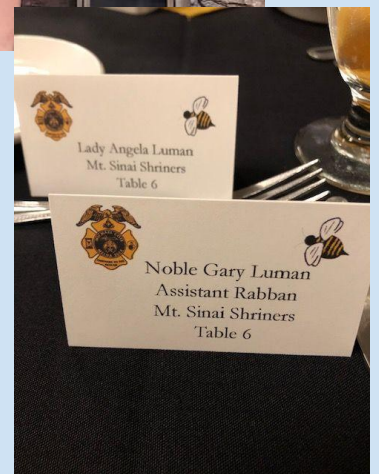 Lady Angela Luman
Mt. Sinai Shriners
Table 6
Noble Gary Luman
Assistant Rabban
Mt. Sinai Shriners
Table 6